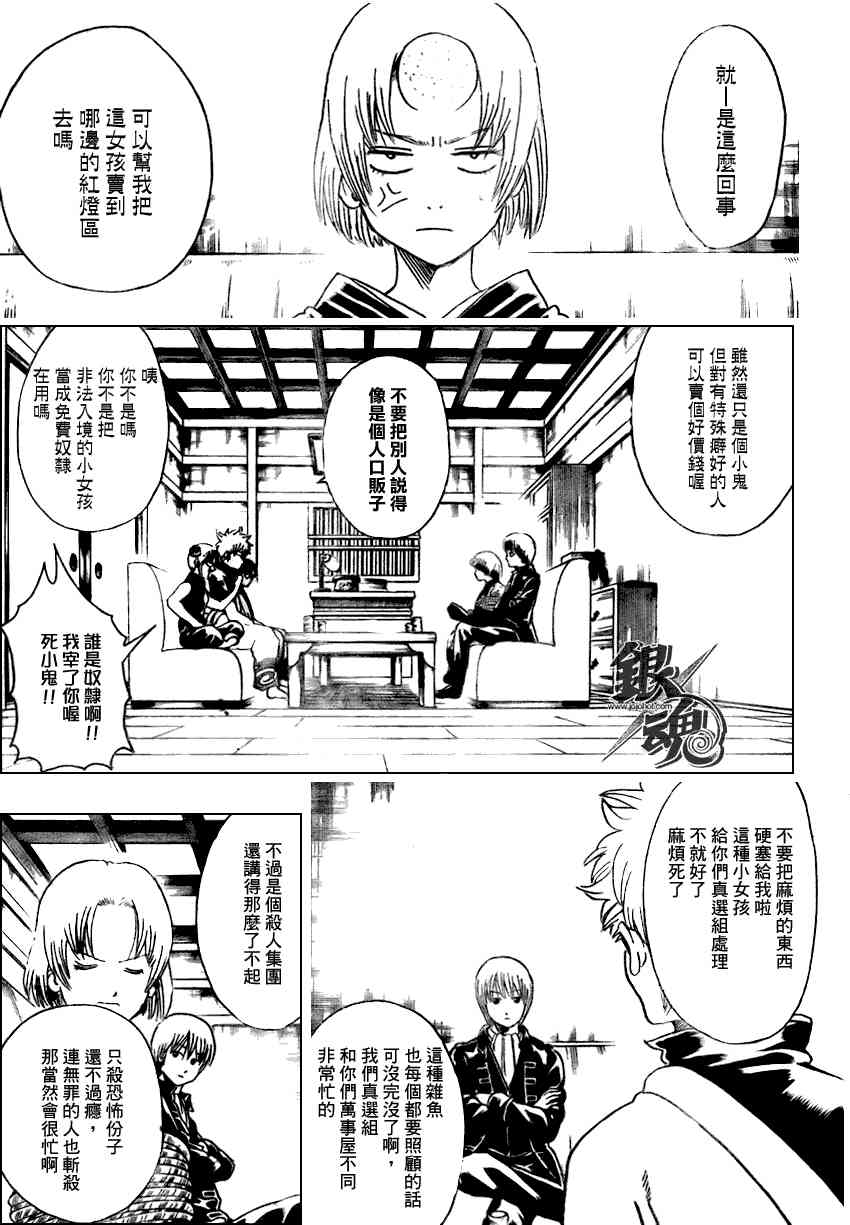 就是這麼回事
可以幫我把
這女孩賣到
哪邊的紅燈區
去嗎
雖然還只是個小鬼
但對有特殊癖好的人
可以賣個好價錢喔
不要把別人說得
像是個人口販子
咦
你不是嗎
你不是把
非法入境的小女孩
當成免費奴隸
在用嗎
誰是奴隸啊!!
我宰了你喔
死小鬼!!
銀魂
www.jojohot.com
不要把麻煩的東西
硬塞給我啦
這種小女孩
給你們真選組處理
不就好了
麻煩死了
這種雜魚
也每個都要照顧的話
可沒完沒了啊，
我們真選組
和你們萬事屋不同
非常忙的
不過是個殺人集團
還講得那麼了不起
只殺恐怖份子
還不過癮，
連無罪的人也斬殺
那當然會很忙啊